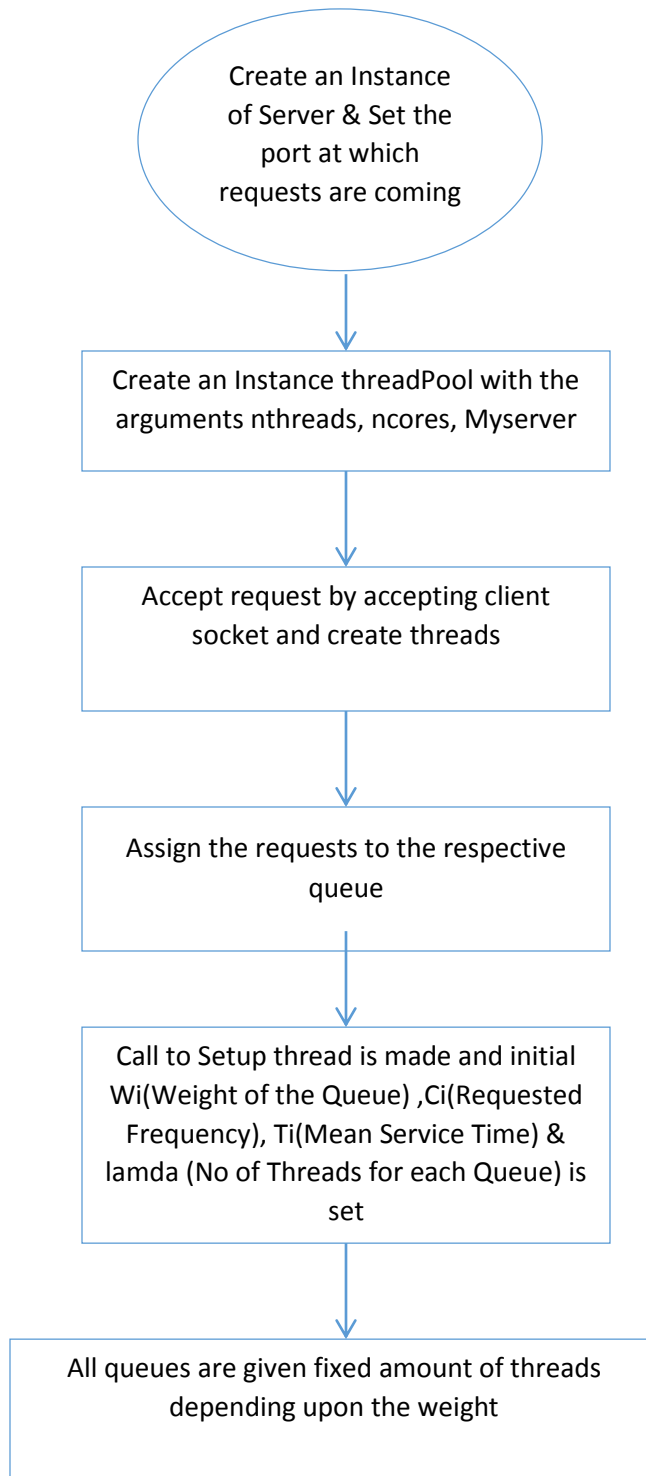 Create an Instance
of Server & Set the
port at which
requests are coming
Create an Instance threadPool with the
arguments nthreads, ncores, Myserver
Accept request by accepting client
socket and create threads
Assign the requests to the respective
queue
Call to Setup thread is made and initial
Wi(Weight of the Queue) ,Ci(Requested
Frequency), Ti(Mean Service Time) &
lamda (No of Threads for each Queue) is
set
All queues are given fixed amount of threads
depending upon the weight